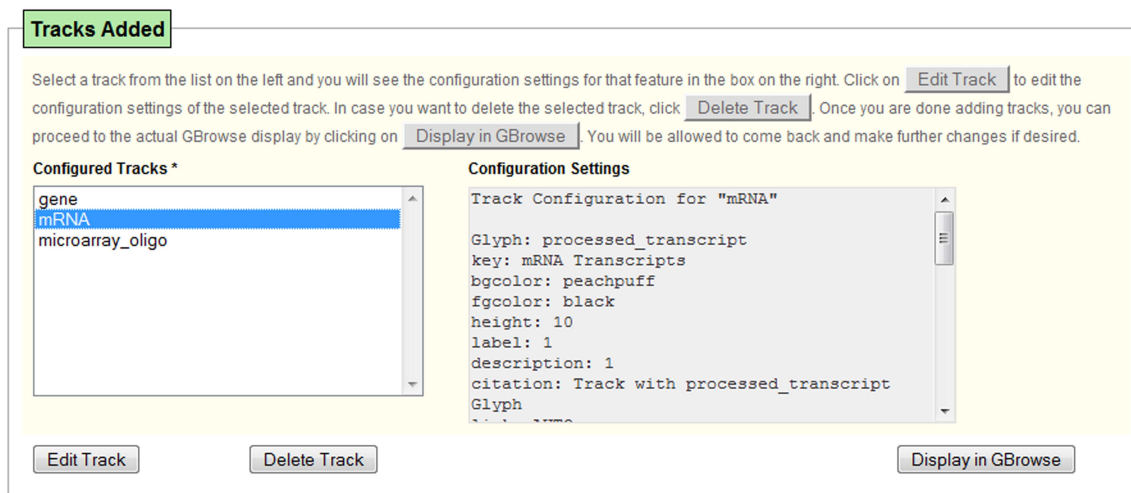 Tracks Added
Select a track from the list on the left and you will see the configuration settings for that feature in the box on the right. Click on Edit Track to edit the
configuration settings of the selected track. In case you want to delete the selected track, click Delete Track . Once you are done adding tracks, you can
proceed to the actual GBrowse display by clicking on Display in GBrowse . You will be allowed to come back and make further changes if desired.
Configured Tracks *
gene
mRNA
microarray_oligo
Configuration Settings
Track Configuration for "mRNA"
Glyph: processed_transcript
key: mRNA Transcripts
bgcolor: peachpuff
fgcolor: black
height: 10
label: 1
description: 1
citation: Track with processed_transcript
Glyph
Edit Track
Delete Track
Display in GBrowse